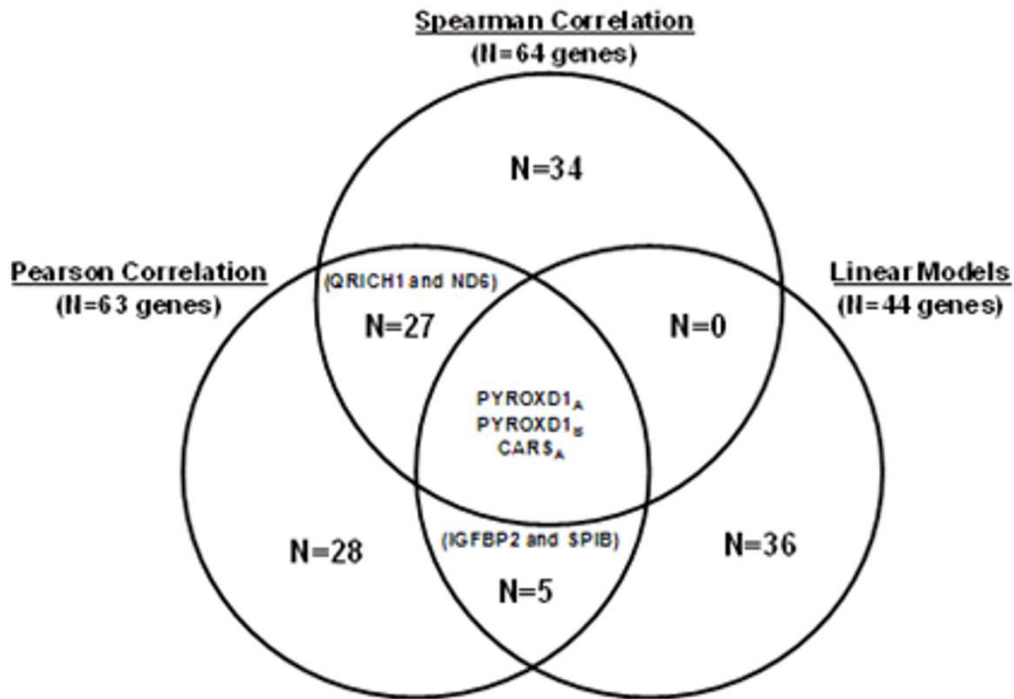 Spearman Correlation
(N=64 genes)
N=34
Pearson Correlation
(N=63 genes)
Linear Models
(N=44 genes)
(QRICH1 and ND6)
N=27
N=0
PYROXD1A
PYROXD1B
CARSA
N=28
(IGFBP2 and SPIB)
N=5
N=36